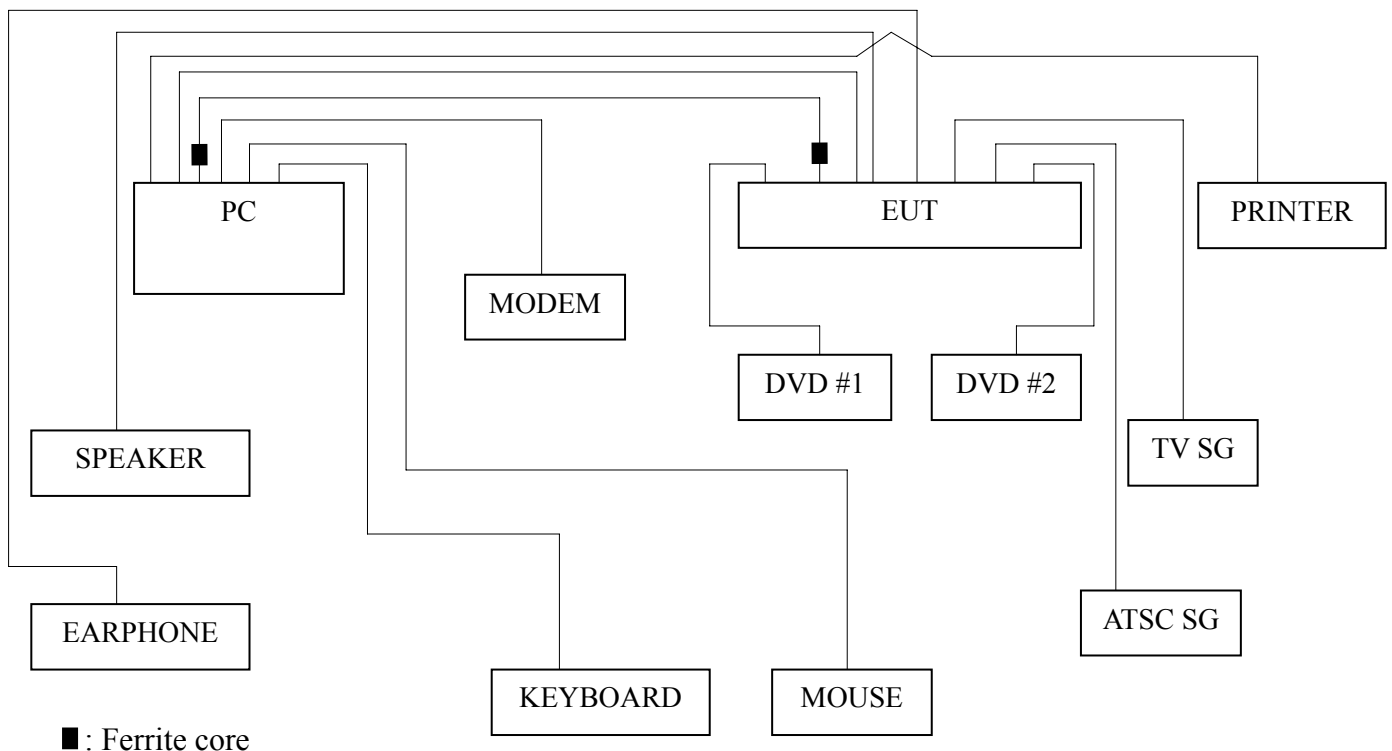 PC
EUT
PRINTER
MODEM
DVD #1
DVD #2
SPEAKER
TV SG
EARPHONE
ATSC SG
KEYBOARD
MOUSE
: Ferrite core